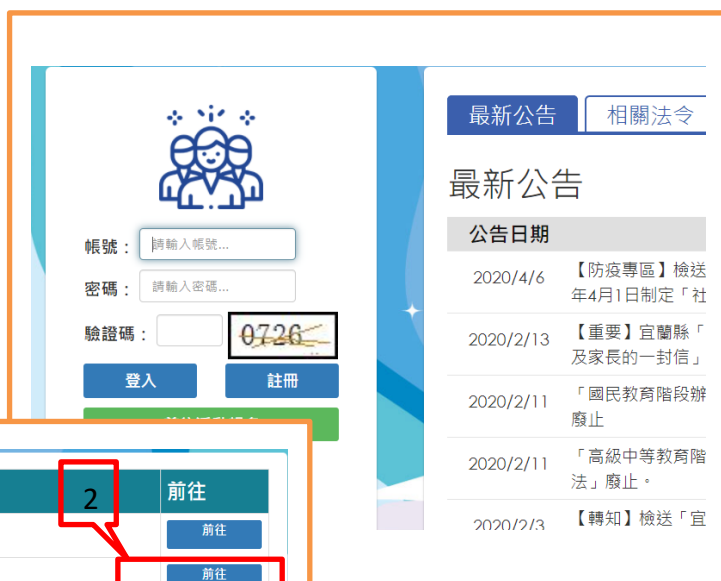 最新公告 相關法令
最新公告
公告日期
2020/4/6 【防疫專區】檢送
年4月1日制定「社
2020/2/13 【重要】宜蘭縣「
及家長的一封信」
2020/2/11 「國民教育階段辦
廢止
2020/2/11 「高級中等教育階
法」廢止。
2020/2/3 【轉知】檢送「宜
帳號： 請輸入帳號...
密碼： 請輸入密碼...
驗證碼： 0726
登入 註冊
2 前往
前往
前往